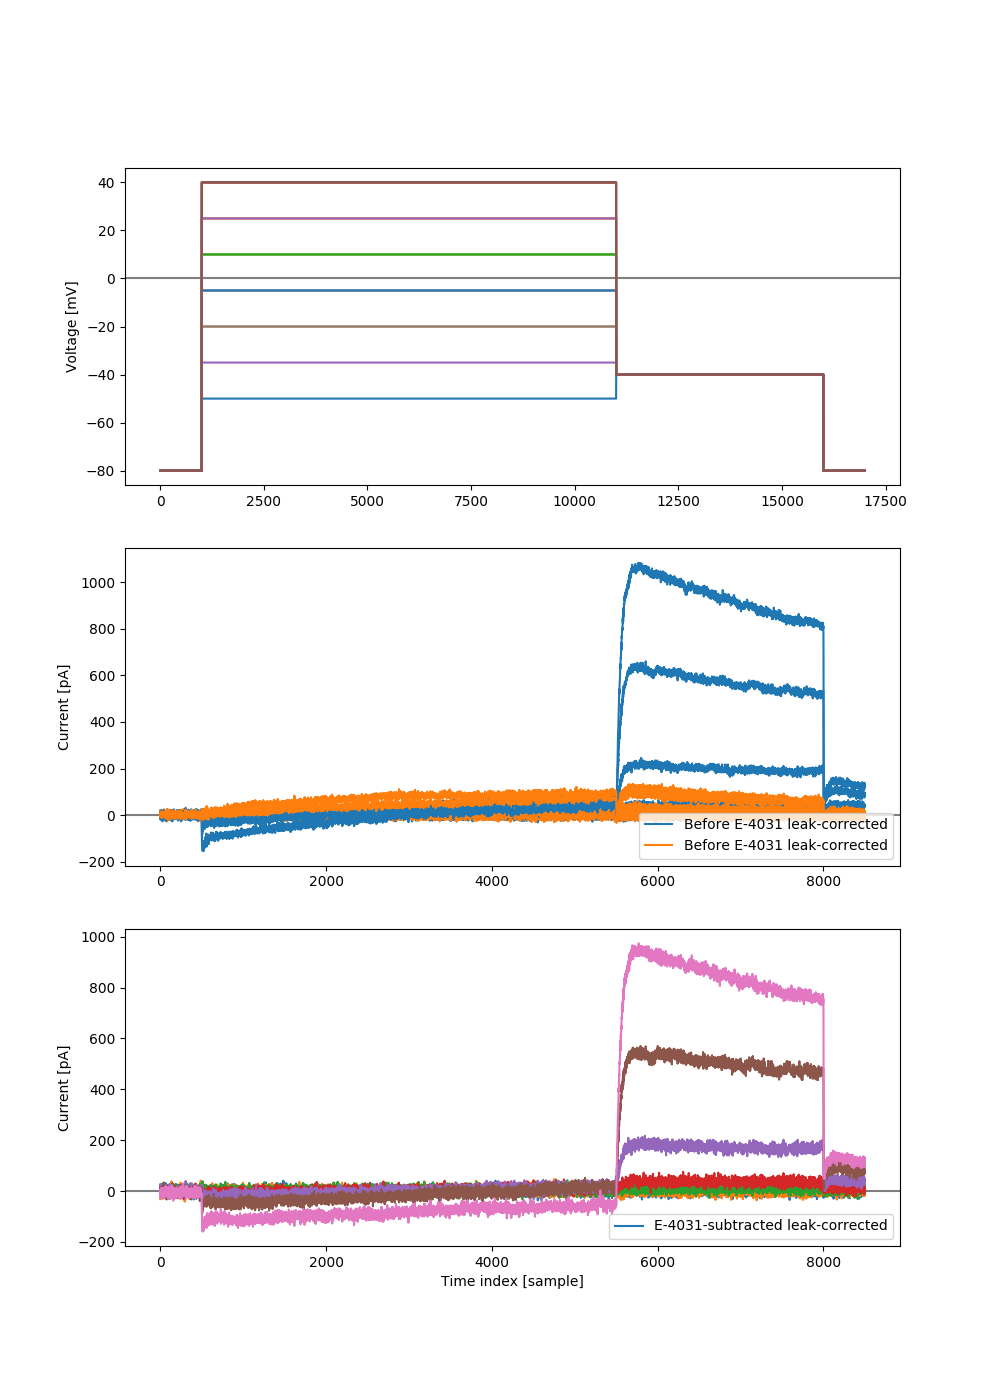 40
20
0
−20
−40
−60
−80
Voltage [mV]
0 2500 5000 7500 10000 12500 15000 17500
1000
800
600
400
200
0
−200
Current [pA]
Before E-4031 leak-corrected
Before E-4031 leak-corrected
0 2000 4000 6000 8000
1000
800
600
400
200
0
−200
Current [pA]
E-4031-subtracted leak-corrected
0 2000 4000 6000 8000
Time index [sample]